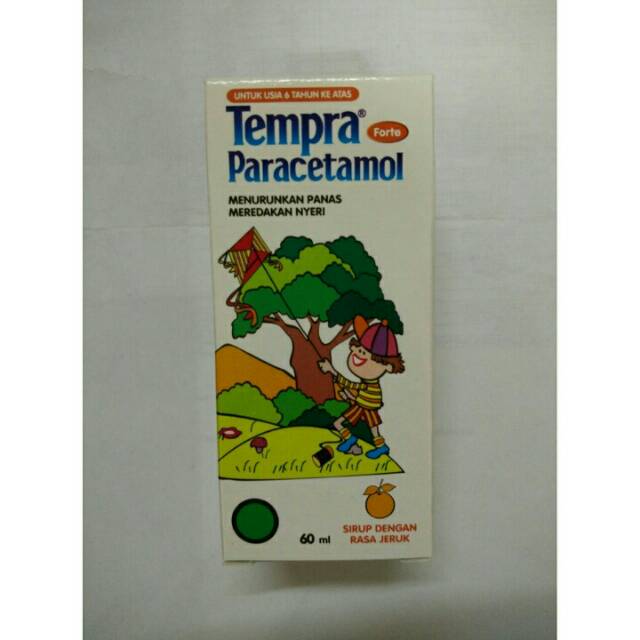 UNTUK USIA 6 TAHUN KE ATAS
Tempra® Forte
Paracetamol
MENURUNKAN PANAS
MEREDAKAN NYERI
60 ml
SIRUP DENGAN
RASA JERUK